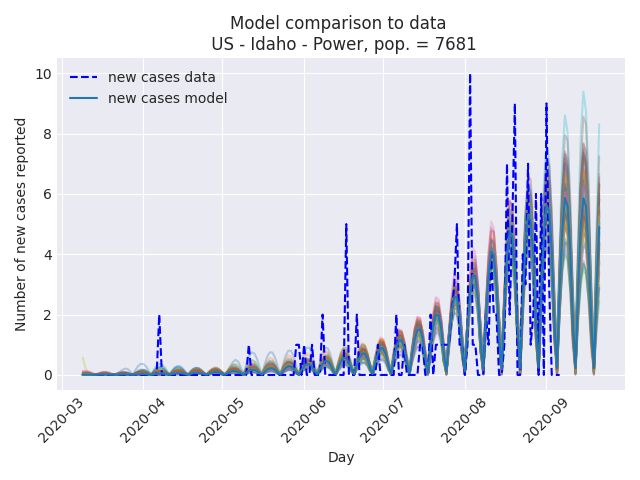 Model comparison to data
US - Idaho - Power, pop. = 7681
new cases data
new cases model
Number of new cases reported
10
8
6
4
2
0
2020-03
2020-04
2020-05
2020-06
2020-07
2020-08
2020-09
Day